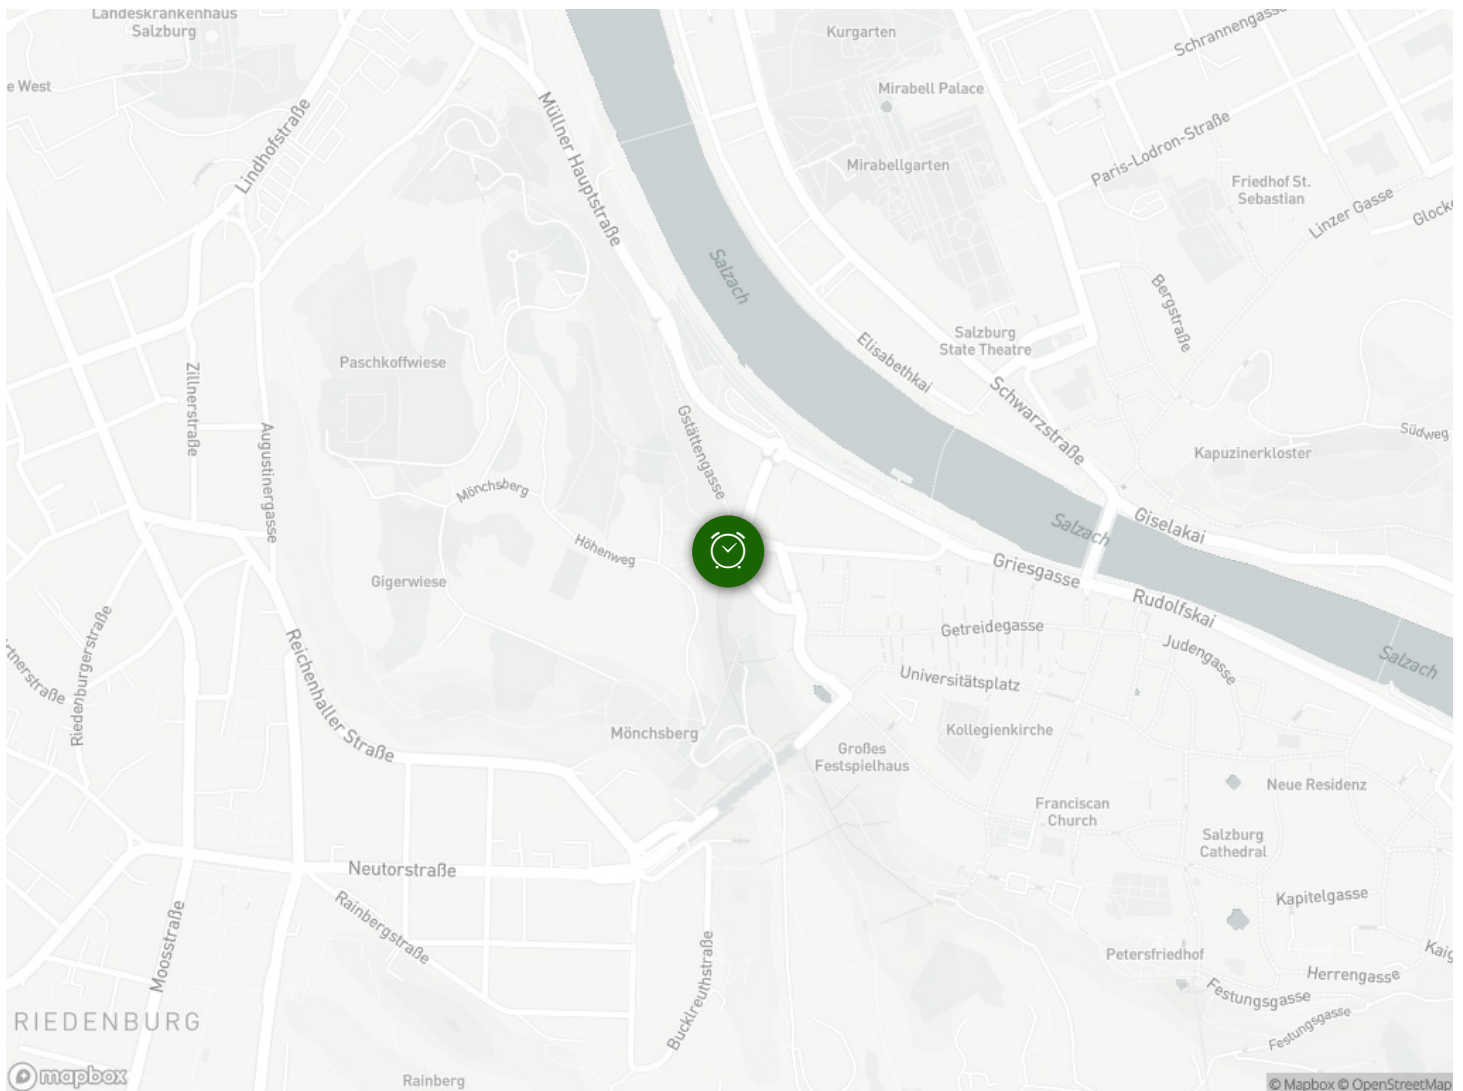 Landeskrankenhaus
Salzburg
Kurgarten
Schrannengasse
e West
Mirabell Palace
Lindhofstraße
Müllner Hauptstraße
Mirabellgarten
Paris-Lodron-Straße
Friedhof St.
Sebastian
Linzer Gasse
Glocke
Salzach
Bergstraße
Salzburg
State Theatre
Elisabethkai
Paschkoffwiese
Zillnerstraße
Schwarzstraße
Gstättengasse
Augustinergasse
Südweg
Kapuzinerkloster
Mönchsberg
Salzach
Giselakai
Höhenweg
Griesgasse
Gigerwiese
Rudolfskai
Getreidegasse
Judengasse
rtnerstraße
Riedenburgerstraße
Reichenhaller Straße
Salzach
Universitätsplatz
Mönchsberg
Kollegienkirche
Großes
Festspielhaus
Neue Residenz
Franciscan
Church
Salzburg
Cathedral
Neutorstraße
Kapitelgasse
Rainbergstraße
Moosstraße
Bucklreuthstraße
Petersfriedhof
Kaig
Herrengasse
Festungsgasse
RIEDENBURG
Festungsgasse
mapbox
Rainberg
© Mapbox © OpenStreetMap